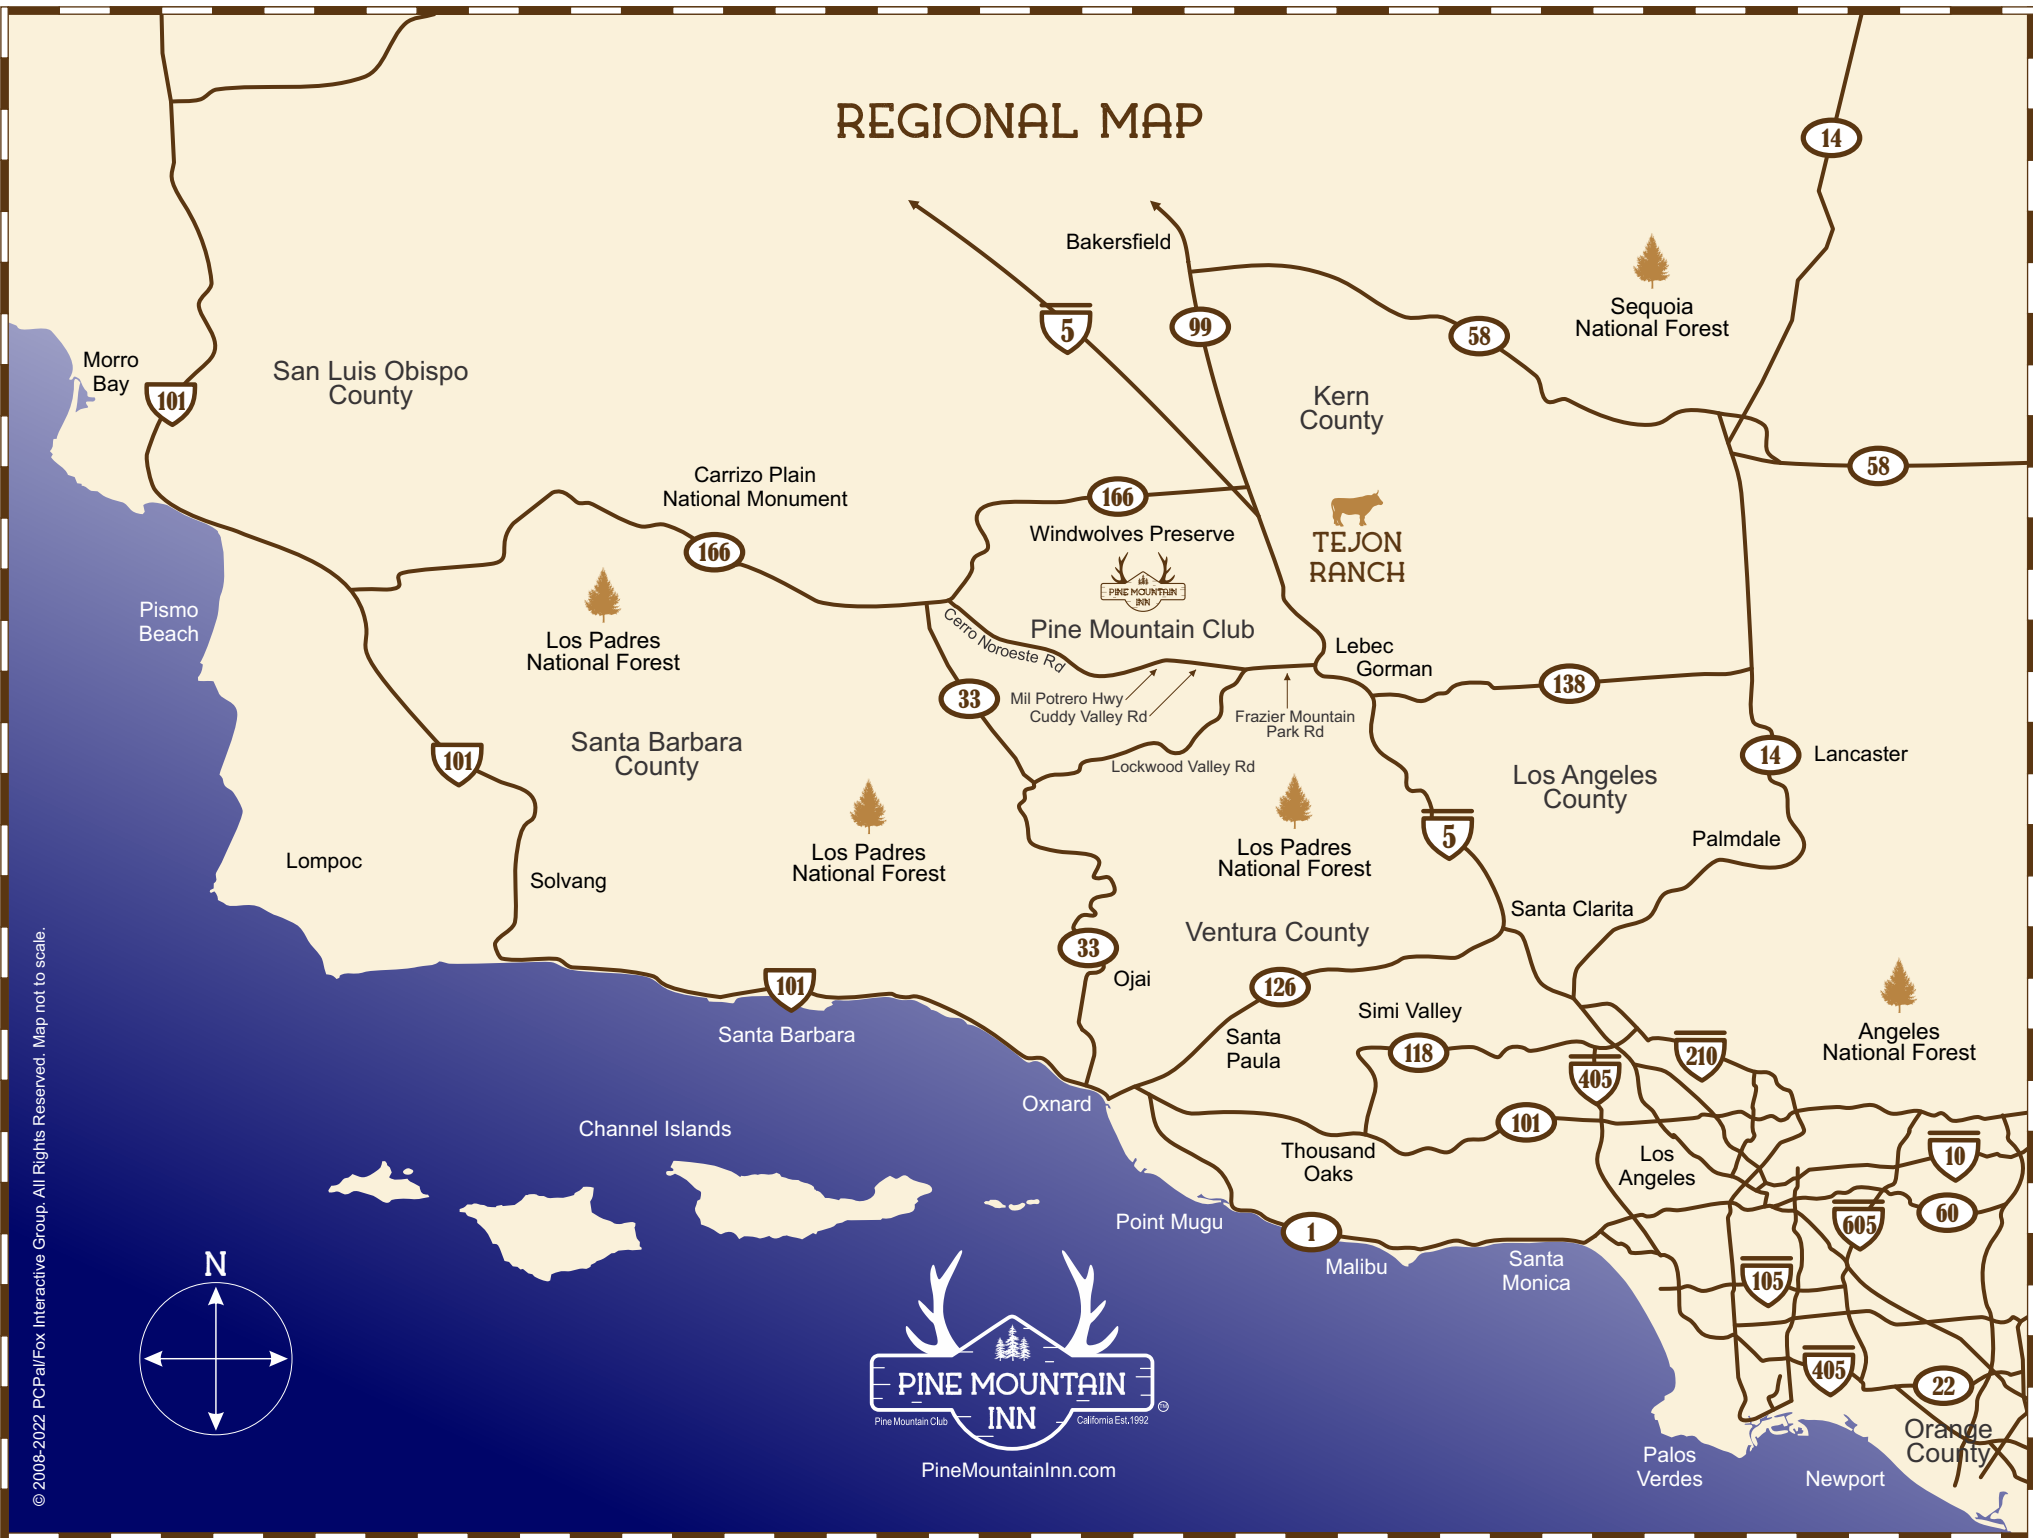 REGIONAL MAP
14
Bakersfield
Sequoia
National Forest
5
99
58
Morro
Bay
101
San Luis Obispo
County
Kern
County
58
Carrizo Plain
National Monument
166
166
Windwolves Preserve
TEJON
RANCH
PINE MOUNTAIN
INN
Pine Mountain Club
Pismo
Beach
Los Padres
National Forest
Cerro Noroeste Rd
Lebec
Gorman
138
33
Mil Potrero Hwy
Cuddy Valley Rd
Frazier Mountain
Park Rd
Lockwood Valley Rd
101
Santa Barbara
County
14
Lancaster
Los Angeles
County
5
Palmdale
Los Padres
National Forest
Los Padres
National Forest
Lompoc
Solvang
Santa Clarita
Ventura County
33
Ojai
126
101
Santa Barbara
Simi Valley
Santa
Paula
118
405
210
Angeles
National Forest
Oxnard
101
Channel Islands
Thousand
Oaks
Los
Angeles
10
60
605
Point Mugu
1
Malibu
Santa
Monica
105
405
22
N
PINE MOUNTAIN
INN
Pine Mountain Club
California Est.1992
TM
PineMountainInn.com
Orange
County
Palos
Verdes
Newport
© 2008-2022 PCPal/Fox Interactive Group. All Rights Reserved. Map not to scale.